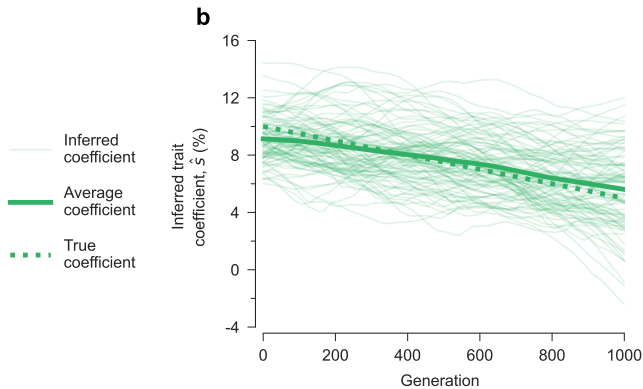 b
Inferred
coefficient
Average
coefficient
True
coefficient
Inferred trait
coefficient, ŝ (%)
16
12
8
4
0
-4
0 200 400 600 800 1000
Generation